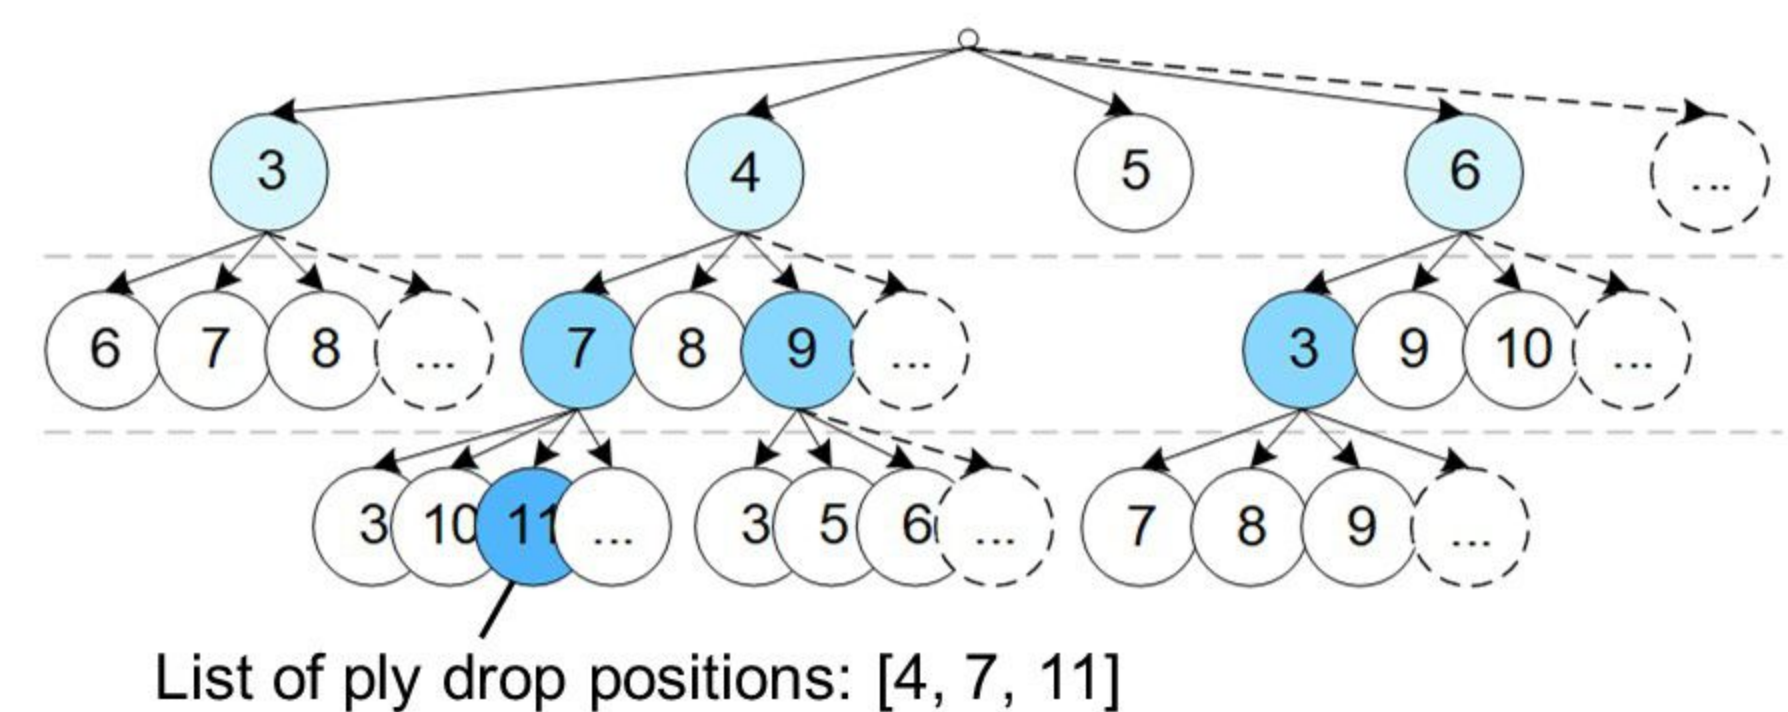 3 4 5 6 ...
6 7 8 ... 7 8 9 ... 3 9 10 ...
3 10 11 ... 3 5 6 ... 7 8 9 ...
List of ply drop positions: [4, 7, 11]